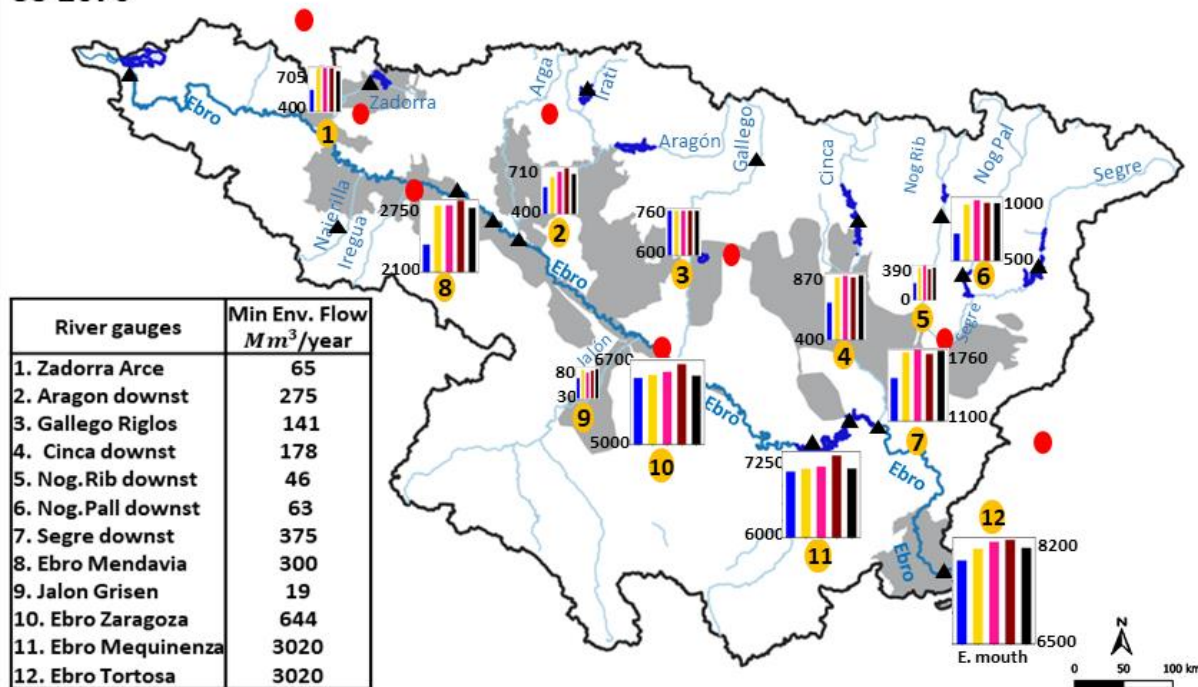 705
400
Ebro
Zadorra
1
Arga
Irati
Aragón
Gallego
Cinca
Nog Rib
Nog Pal
Segre
710
400
2
760
600
3
Najerilla
Iregua
2750
2100
8
Ebro
870
400
4
390
0
5
1000
500
6
Segre
River gauges
Min Env. Flow
Mm³/year
1. Zadorra Arce 65
2. Aragon downst 275
3. Gallego Riglos 141
4. Cinca downst 178
5. Nog.Rib downst 46
6. Nog.Pall downst 63
7. Segre downst 375
8. Ebro Mendavia 300
9. Jalon Grisen 19
10. Ebro Zaragoza 644
11. Ebro Mequinenza 3020
12. Ebro Tortosa 3020
Jalón
80
30
9
6700
5000
10
Ebro
1760
1100
7
7250
6000
11
Ebro
12
Ebro
8200
6500
E. mouth
N
0 50 100 km